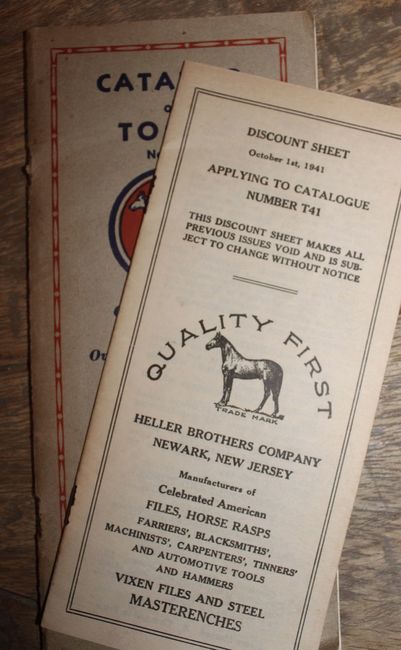 CATALO
TO
DISCOUNT SHEET
October 1st, 1941
APPLYING TO CATALOGUE
NUMBER T41
THIS DISCOUNT SHEET MAKES ALL
PREVIOUS ISSUES VOID AND IS SUB-
JECT TO CHANGE WITHOUT NOTICE
QUALITY FIRST
TRADE MARK
HELLER BROTHERS COMPANY
NEWARK, NEW JERSEY
Manufacturers of
Celebrated American
FILES, HORSE RASPS
FARRIERS', BLACKSMITHS',
MACHINISTS', CARPENTERS', TINNERS'
AND AUTOMOTIVE TOOLS
AND HAMMERS
VIXEN FILES AND STEEL
MASTERENCHES